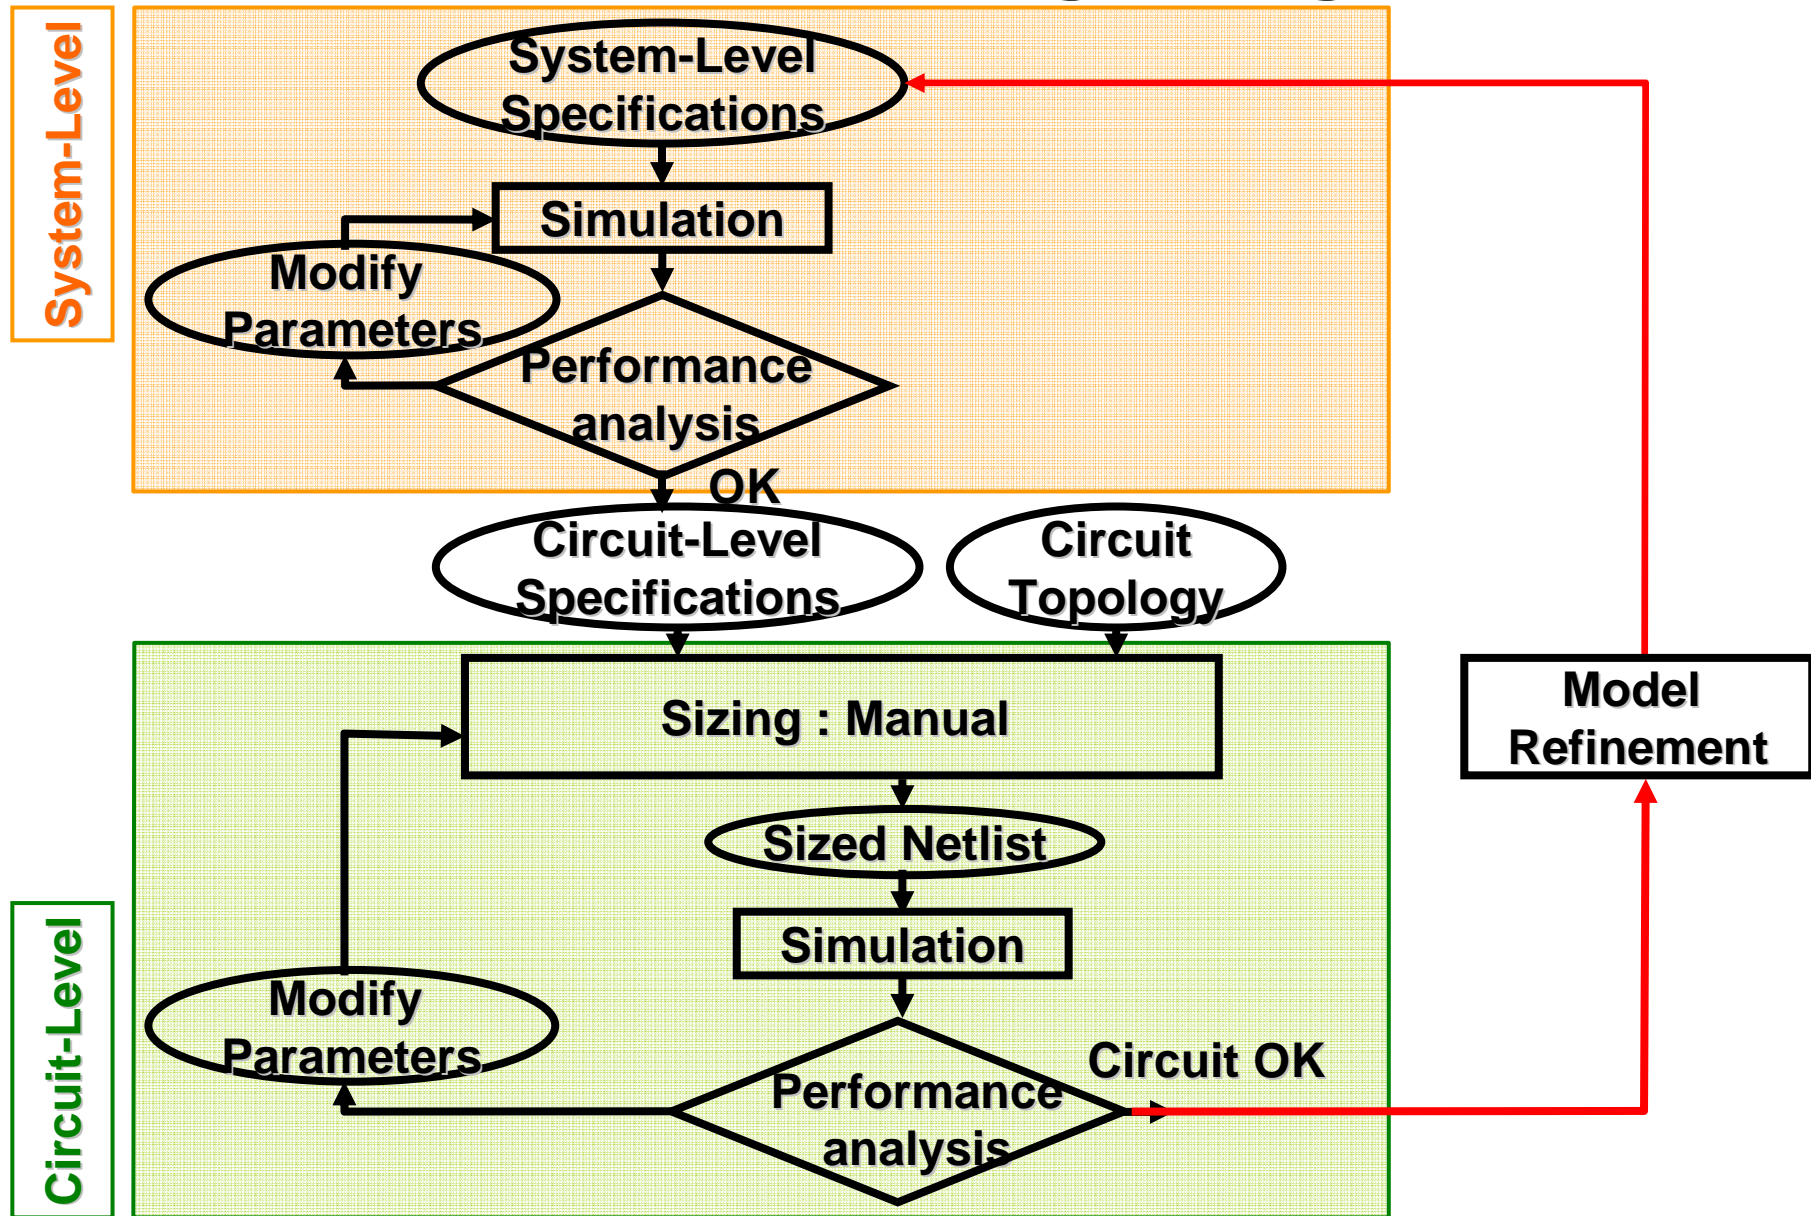 System-Level
System-Level
Specifications
Simulation
Modify
Parameters
Performance
analysis
OK
Circuit-Level
Specifications
Circuit
Topology
Sizing : Manual
Model
Refinement
Sized Netlist
Simulation
Circuit-Level
Modify
Parameters
Circuit OK
Performance
analysis